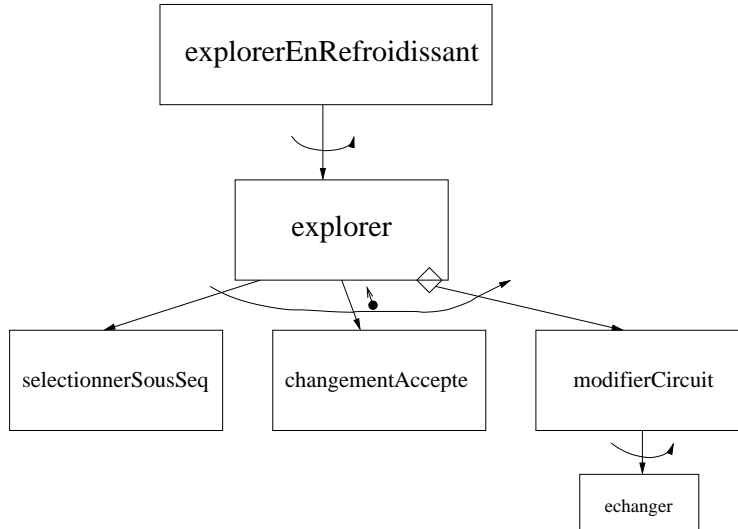 explorerEnRefroidissant
explorer
selectionnerSousSeq
changementAccepte
modifierCircuit
echanger